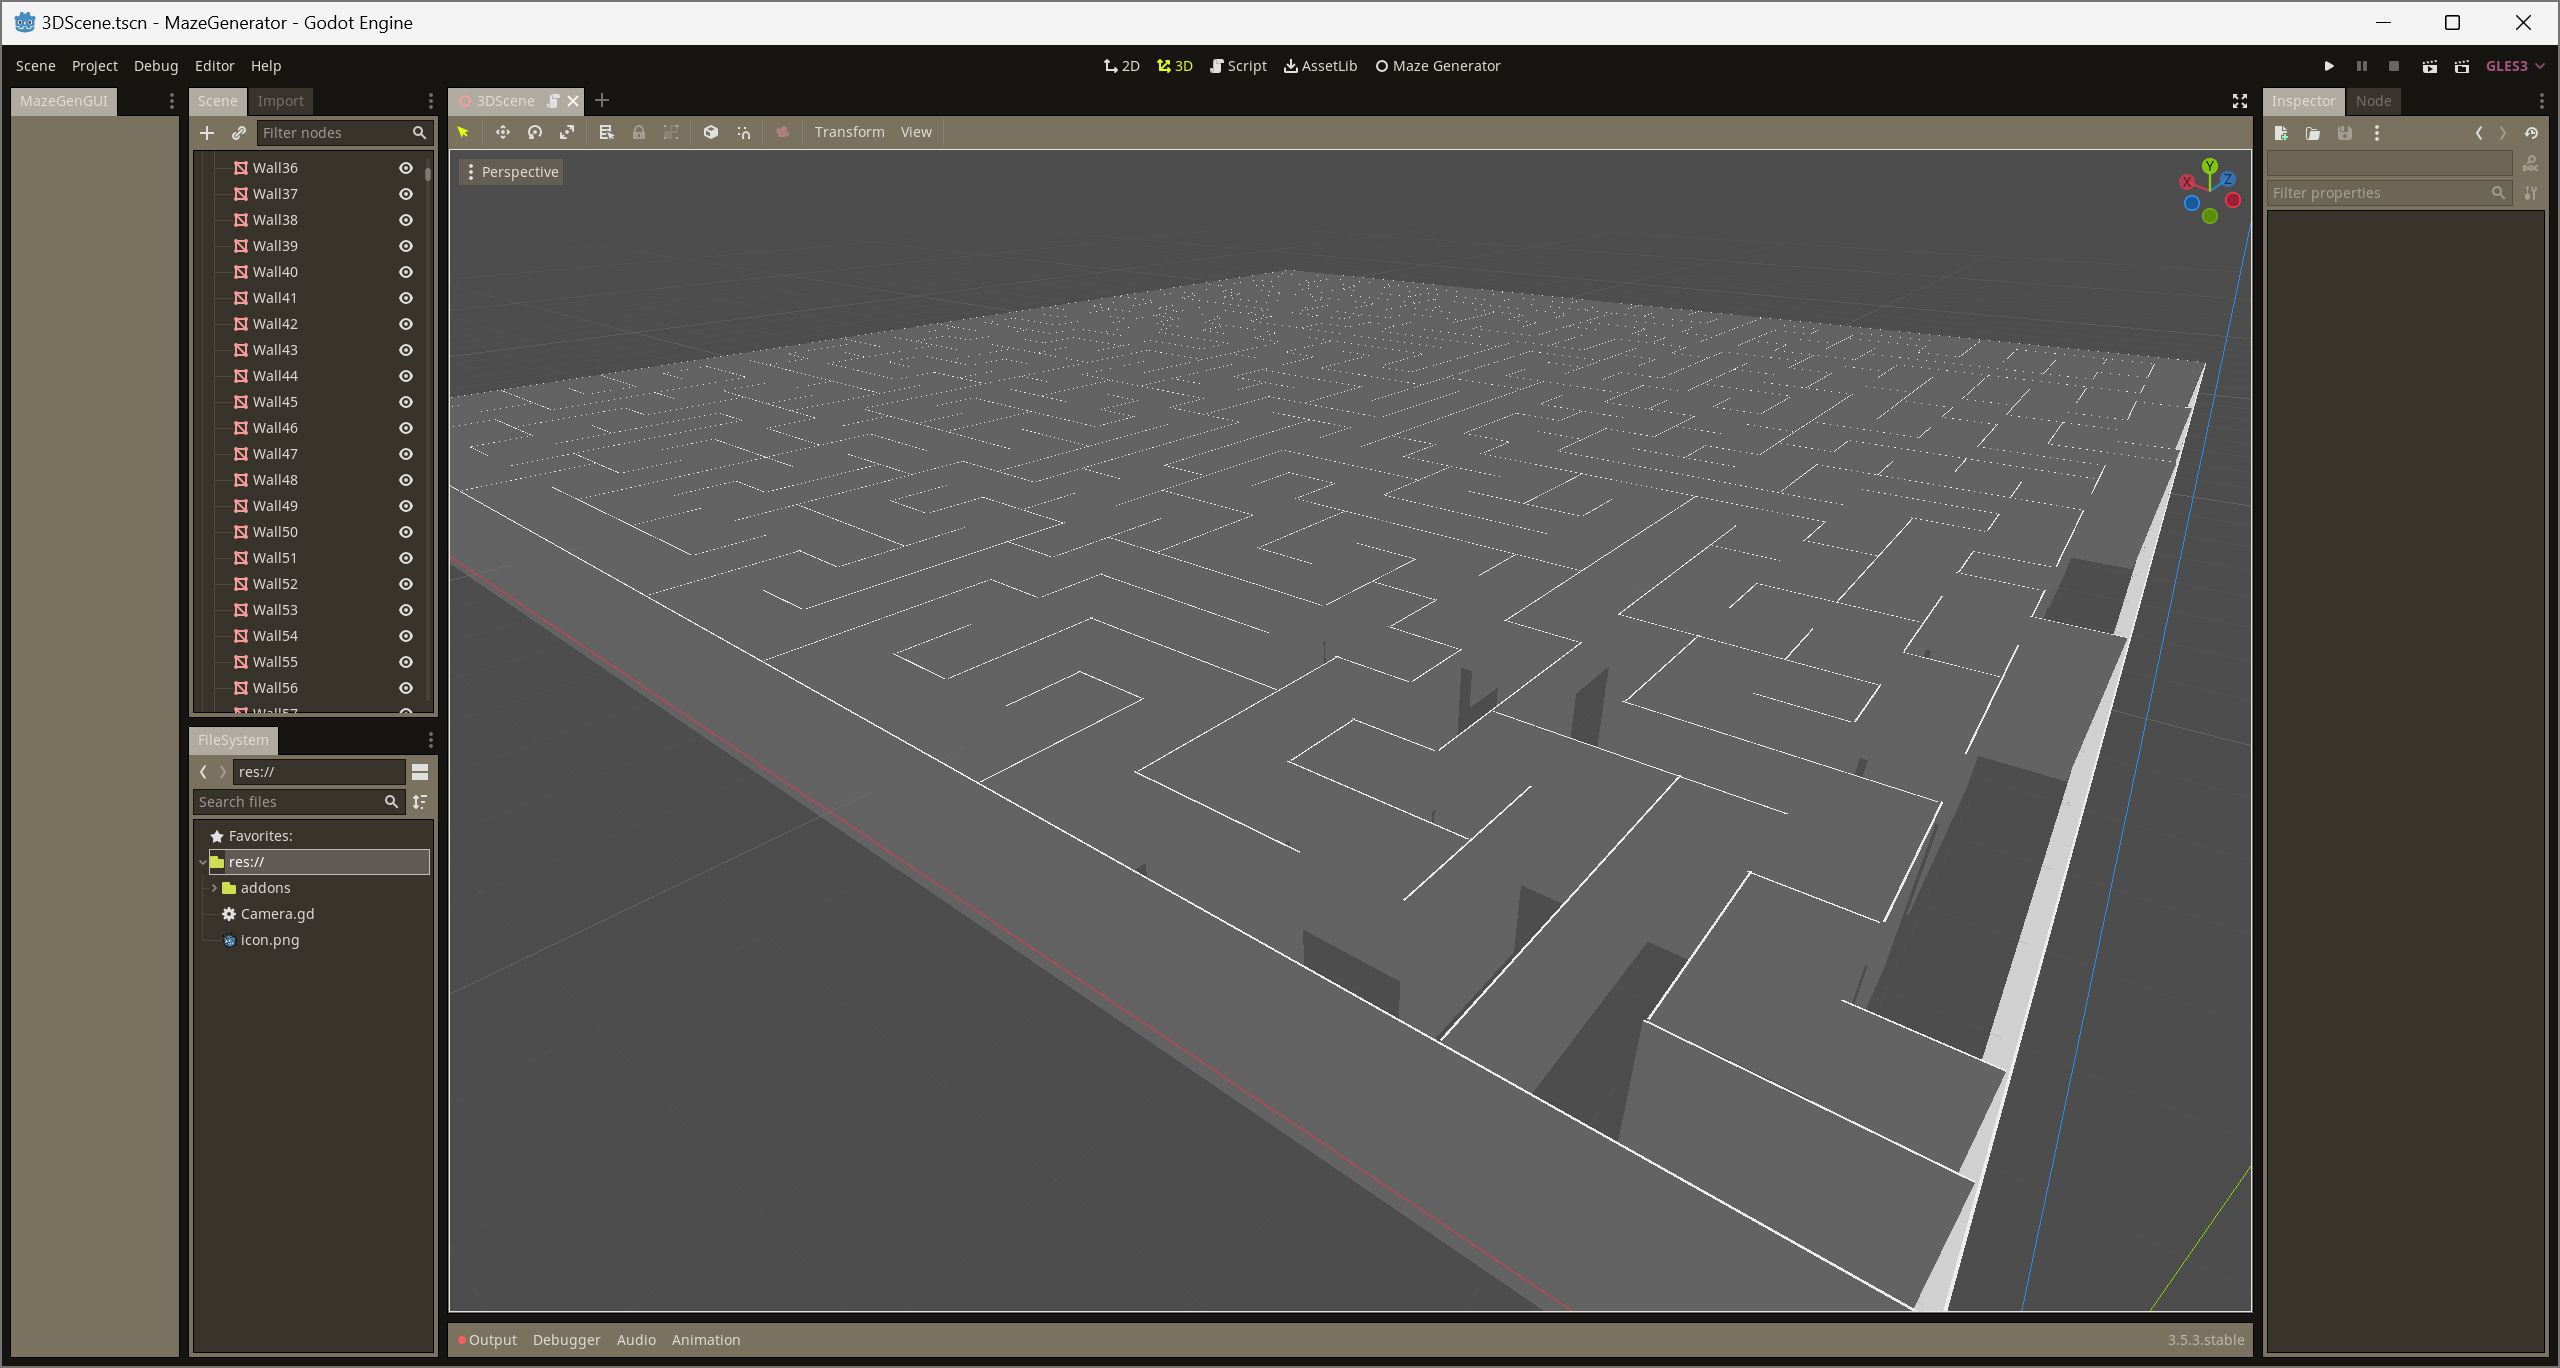 3DScene.tscn - MazeGenerator - Godot Engine
Scene Project Debug Editor Help
2D 3D Script AssetLib Maze Generator
GLES3
MazeGenGUI
Scene Import
3DScene
Inspector Node
Filter nodes
Transform View
Perspective
Y
X
Z
DOC
Filter properties
Wall36
Wall37
Wall38
Wall39
Wall40
Wall41
Wall42
Wall43
Wall44
Wall45
Wall46
Wall47
Wall48
Wall49
Wall50
Wall51
Wall52
Wall53
Wall54
Wall55
Wall56
Wall57
FileSystem
res://
Search files
Favorites:
res://
addons
Camera.gd
icon.png
Output Debugger Audio Animation
3.5.3.stable